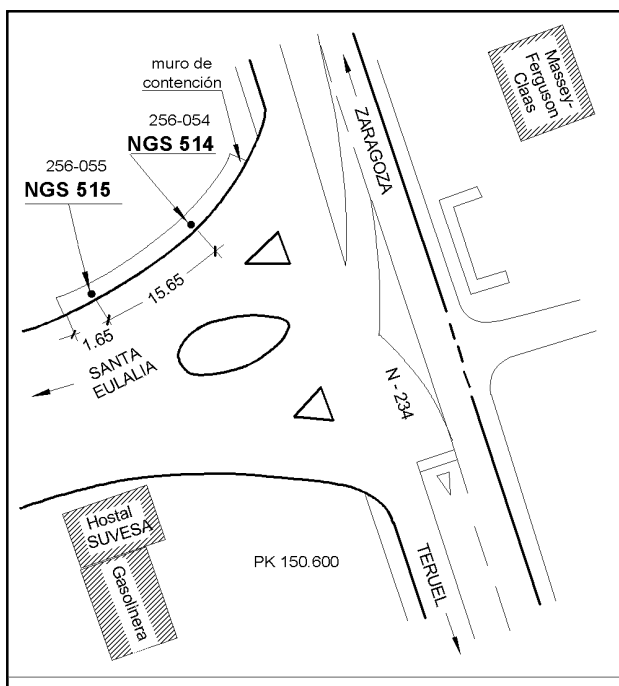 muro de
contención
256-054
NGS 514
256-055
NGS 515
15.65
1.65
SANTA
EULALIA
ZARAGOZA
Massey-
Ferguson
Claas
N - 234
Hostal
SUVESA
Gasolinera
PK 150.600
TERUEL